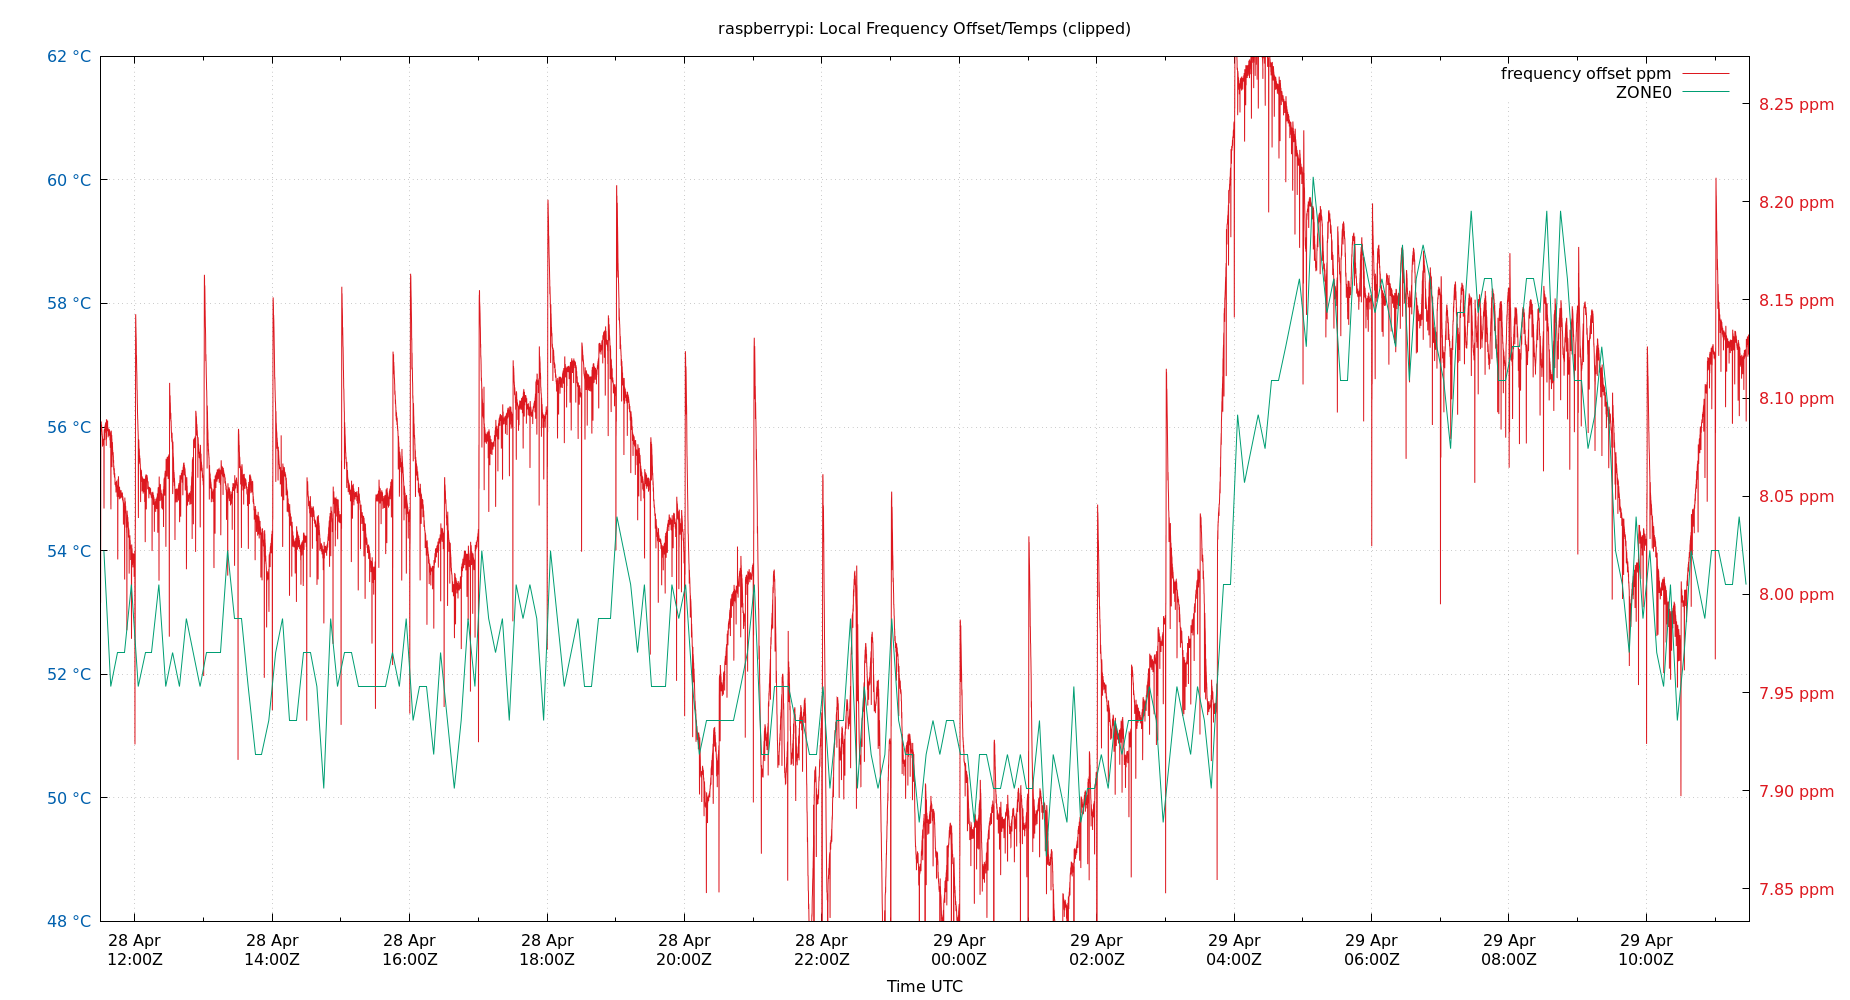 raspberrypi: Local Frequency Offset/Temps (clipped)
62 °C
60 °C
58 °C
56 °C
54 °C
52 °C
50 °C
48 °C
frequency offset ppm
ZONE0
8.25 ppm
8.20 ppm
8.15 ppm
8.10 ppm
8.05 ppm
8.00 ppm
7.95 ppm
7.90 ppm
7.85 ppm
28 Apr
12:00Z
28 Apr
14:00Z
28 Apr
16:00Z
28 Apr
18:00Z
28 Apr
20:00Z
28 Apr
22:00Z
29 Apr
00:00Z
29 Apr
02:00Z
29 Apr
04:00Z
29 Apr
06:00Z
29 Apr
08:00Z
29 Apr
10:00Z
Time UTC